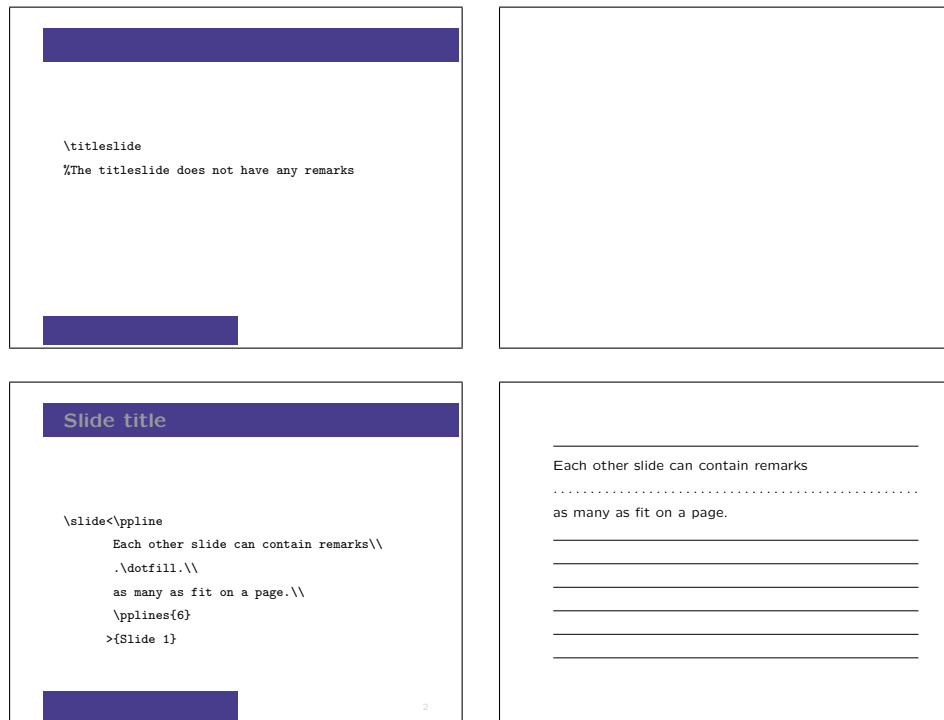 \titleslide
%The titleslide does not have any remarks
Slide title
\slide<\ppline
Each other slide can contain remarks\\
.\dotfill.\\
as many as fit on a page.\\
\pplines{6}
>{Slide 1}
2
Each other slide can contain remarks
. . . . . . . . . . . . . . . . . . . . . . . . . . . . . . . . . . . . . . . . . . . . . . . . . .
as many as fit on a page.